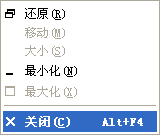 还原(R)
移动(M)
大小(S)
最小化(N)
最大化(X)
关闭(C) Alt+F4